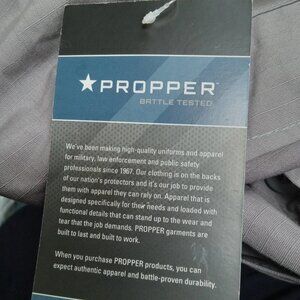 PROPPER™
BATTLE TESTED
We've been making high-quality uniforms and apparel
for military, law enforcement and public safety
professionals since 1967. Our clothing is on the backs
of our nation's protectors and it's our job to provide
them with apparel they can rely on. Apparel that is
designed specifically for their needs and loaded with
functional details that can stand up to the wear and
tear that the job demands. PROPPER garments are
built to last and built to work.
When you purchase PROPPER products, you can
expect authentic apparel and battle-proven durability.